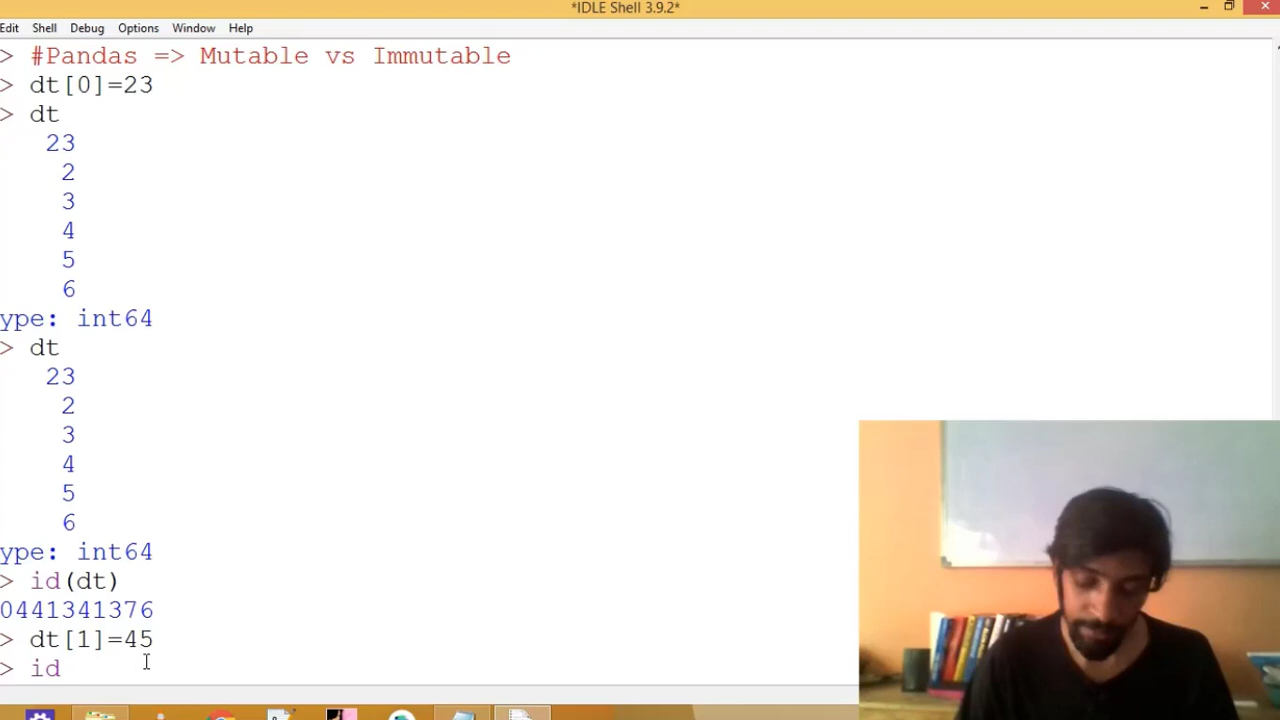 *IDLE Shell 3.9.2*
Edit Shell Debug Options Window Help
> #Pandas => Mutable vs Immutable
> dt[0]=23
> dt
23
2
3
4
5
6
ype: int64
> dt
23
2
3
4
5
6
ype: int64
> id(dt)
0441341376
> dt[1]=45
> id